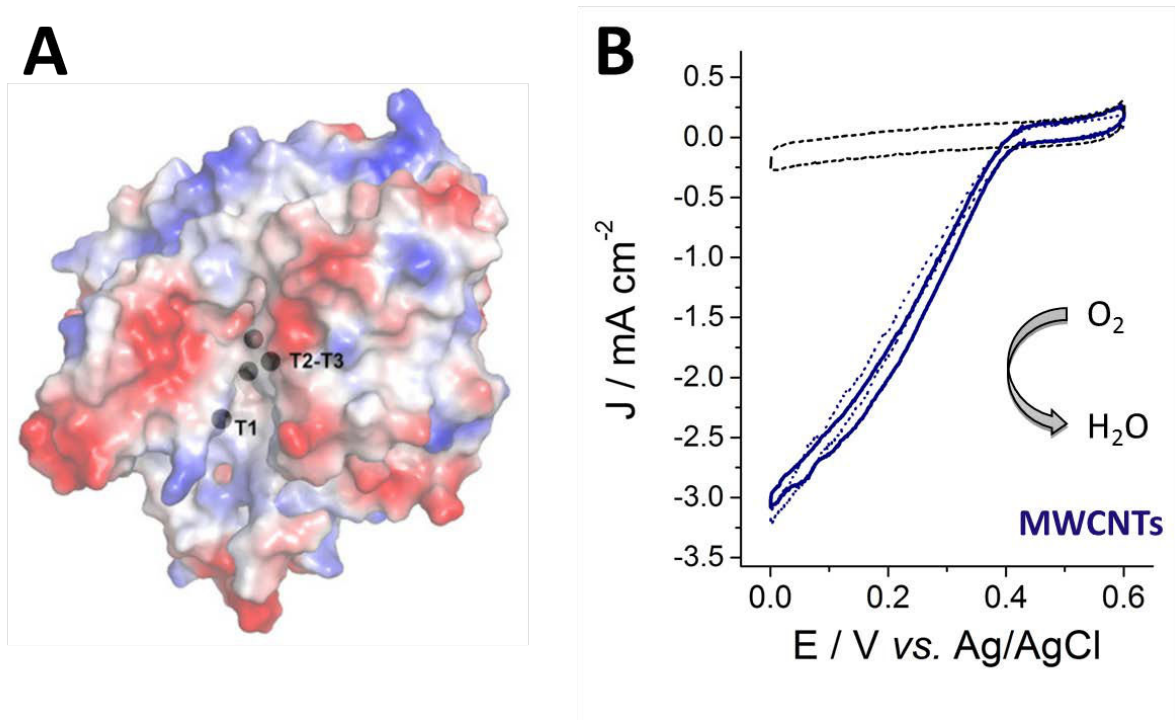 A
T2-T3
T1
B
0.5
0.0
-0.5
-1.0
-1.5
-2.0
-2.5
-3.0
-3.5
J / mA cm⁻²
O₂
H₂O
MWCNTs
0.0 0.2 0.4 0.6
E / V vs. Ag/AgCl